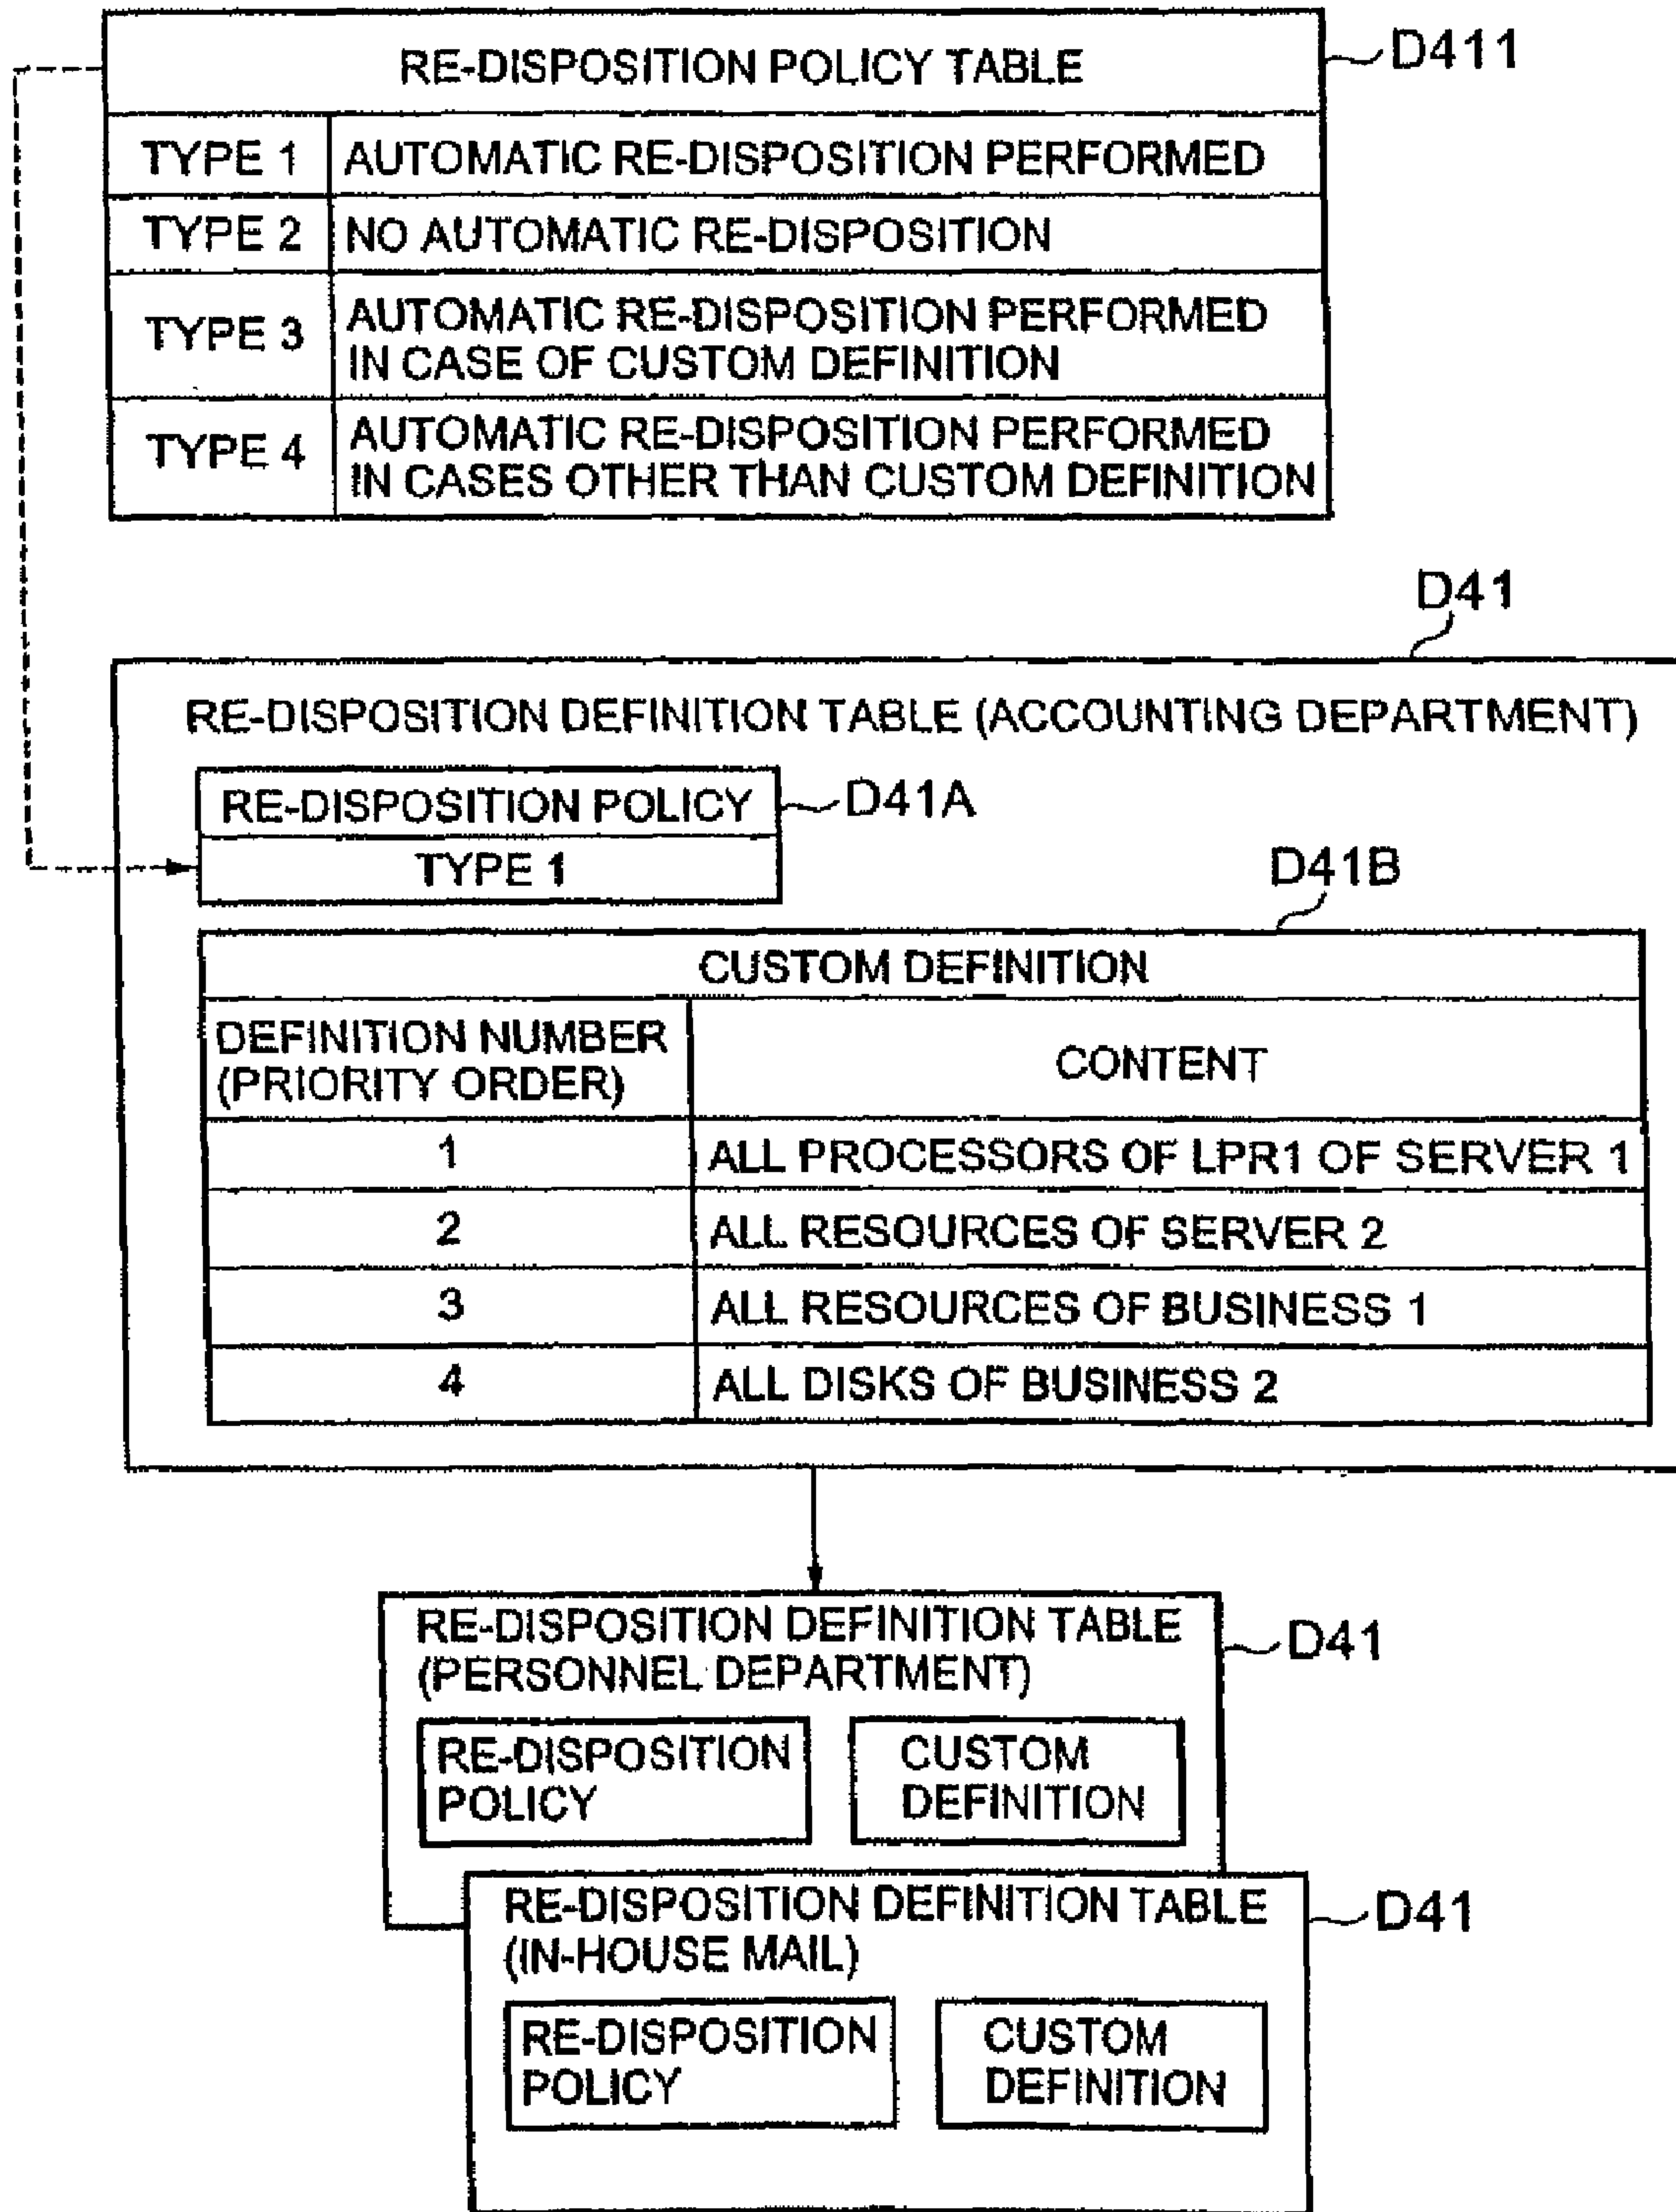 RE-DISPOSITION POLICY TABLE
D411
TYPE 1 AUTOMATIC RE-DISPOSITION PERFORMED
TYPE 2 NO AUTOMATIC RE-DISPOSITION
TYPE 3 AUTOMATIC RE-DISPOSITION PERFORMED
IN CASE OF CUSTOM DEFINITION
TYPE 4 AUTOMATIC RE-DISPOSITION PERFORMED
IN CASES OTHER THAN CUSTOM DEFINITION
D41
RE-DISPOSITION DEFINITION TABLE (ACCOUNTING DEPARTMENT)
RE-DISPOSITION POLICY
D41A
TYPE 1
D41B
CUSTOM DEFINITION
DEFINITION NUMBER
(PRIORITY ORDER)
CONTENT
1 ALL PROCESSORS OF LPR1 OF SERVER 1
2 ALL RESOURCES OF SERVER 2
3 ALL RESOURCES OF BUSINESS 1
4 ALL DISKS OF BUSINESS 2
RE-DISPOSITION DEFINITION TABLE
(PERSONNEL DEPARTMENT)
D41
RE-DISPOSITION
POLICY
CUSTOM
DEFINITION
RE-DISPOSITION DEFINITION TABLE
(IN-HOUSE MAIL)
D41
RE-DISPOSITION
POLICY
CUSTOM
DEFINITION